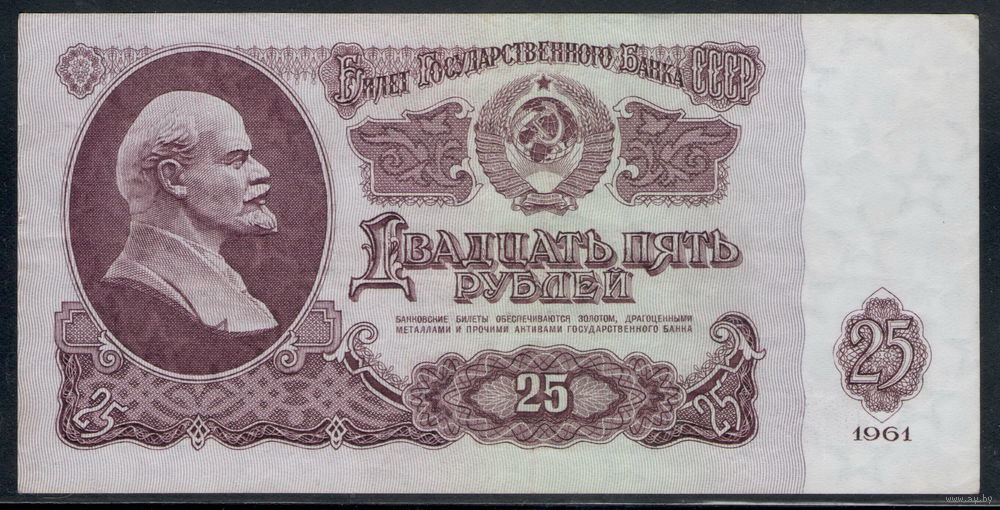 Билет Государственного Банка СССР
Двадцать пять
рублей
БАНКОВСКИЕ БИЛЕТЫ ОБЕСПЕЧИВАЮТСЯ ЗОЛОТОМ, ДРАГОЦЕННЫМИ
МЕТАЛЛАМИ И ПРОЧИМИ АКТИВАМИ ГОСУДАРСТВЕННОГО БАНКА
25
25
25
25
1961
www.ay.by